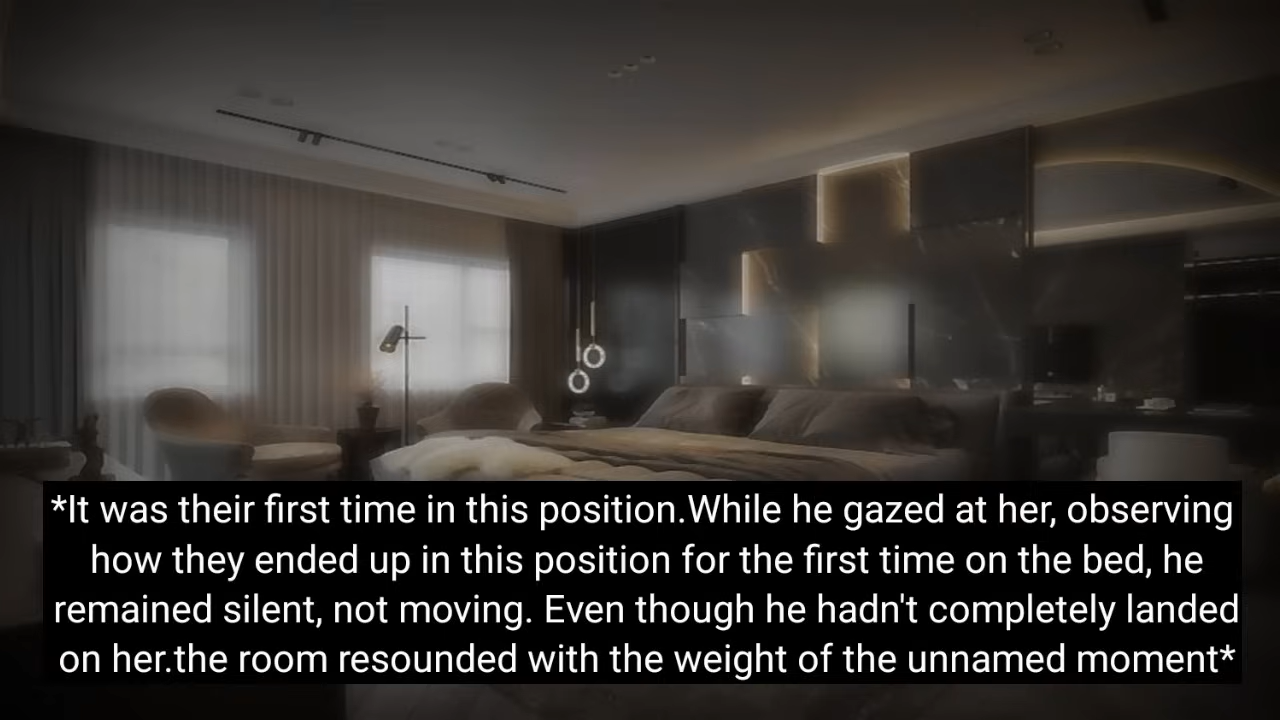 *It was their first time in this position.While he gazed at her, observing
how they ended up in this position for the first time on the bed, he
remained silent, not moving. Even though he hadn't completely landed
on her.the room resounded with the weight of the unnamed moment*